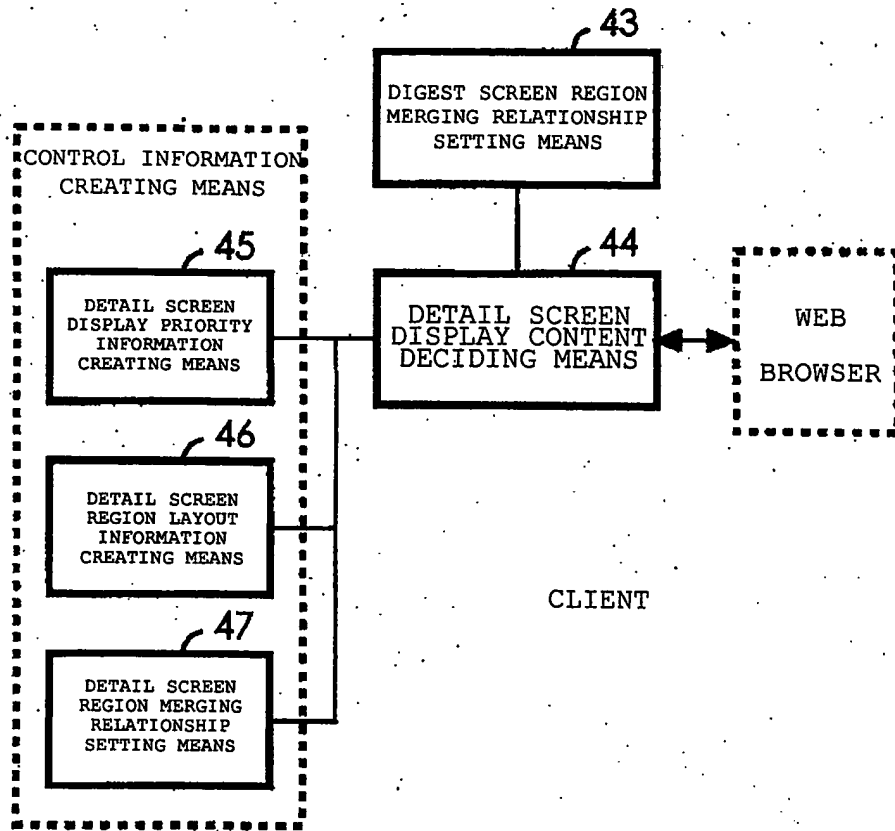 43
DIGEST SCREEN REGION
MERGING RELATIONSHIP
SETTING MEANS
CONTROL INFORMATION
CREATING MEANS
45
DETAIL SCREEN
DISPLAY PRIORITY
INFORMATION
CREATING MEANS
44
DETAIL SCREEN
DISPLAY CONTENT
DECIDING MEANS
WEB
BROWSER
46
DETAIL SCREEN
REGION LAYOUT
INFORMATION
CREATING MEANS
CLIENT
47
DETAIL SCREEN
REGION MERGING
RELATIONSHIP
SETTING MEANS